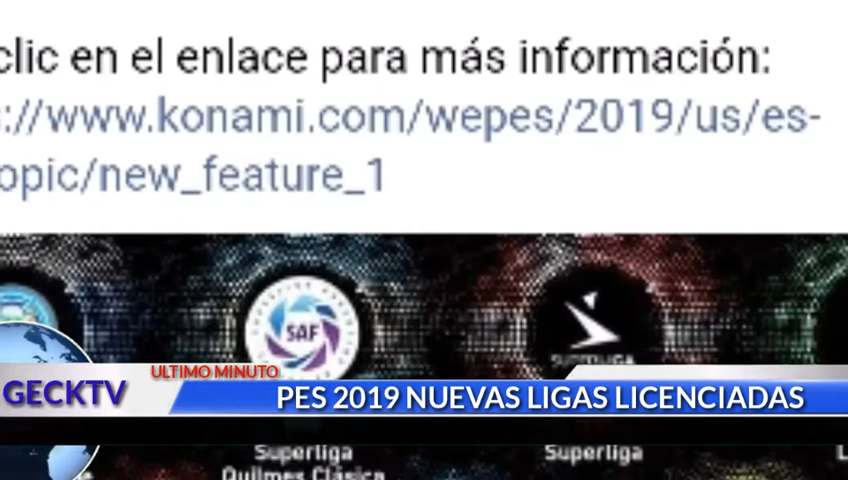 clic en el enlace para más información:
://www.konami.com/wepes/2019/us/es-
opic/new_feature_1
SAF
SUPERLIGA
ULTIMO MINUTO
GECKTV
PES 2019 NUEVAS LIGAS LICENCIADAS
Superliga
Superliga
Quilmes Clásica